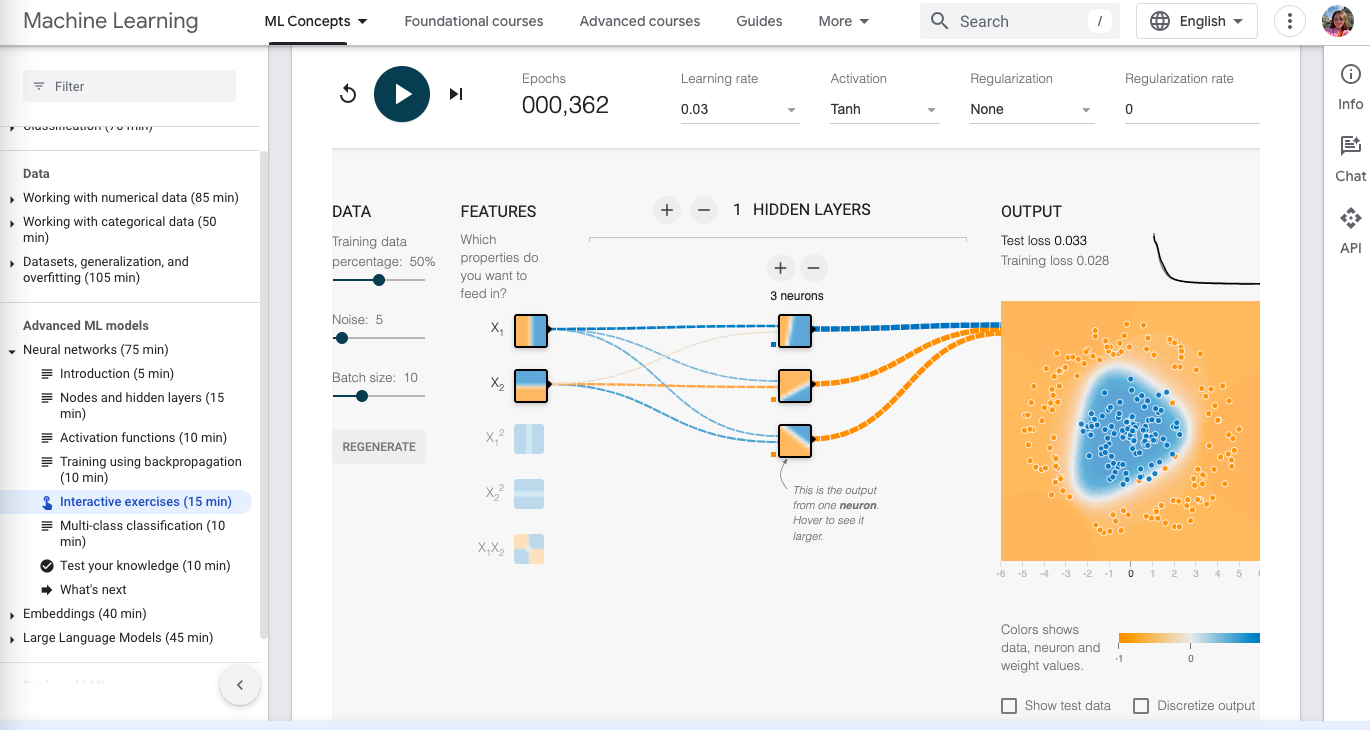 Machine Learning
ML Concepts
Foundational courses
Advanced courses
Guides
More
Search
/
English
Filter
Classification (70 min)
Data
Working with numerical data (85 min)
Working with categorical data (50
min)
Datasets, generalization, and
overfitting (105 min)
Advanced ML models
Neural networks (75 min)
Introduction (5 min)
Nodes and hidden layers (15
min)
Activation functions (10 min)
Training using backpropagation
(10 min)
Interactive exercises (15 min)
Multi-class classification (10
min)
Test your knowledge (10 min)
What's next
Embeddings (40 min)
Large Language Models (45 min)
Epochs
000,362
Learning rate
0.03
Activation
Tanh
Regularization
None
Regularization rate
0
DATA
Training data
percentage: 50%
Noise: 5
Batch size: 10
REGENERATE
FEATURES
Which
properties do
you want to
feed in?
X₁
X₂
X₁²
X₂²
X₁X₂
+ − 1 HIDDEN LAYERS
+ −
3 neurons
This is the output
from one neuron.
Hover to see it
larger.
OUTPUT
Test loss 0.033
Training loss 0.028
-6 -5 -4 -3 -2 -1 0 1 2 3 4 5
Colors shows
data, neuron and
weight values.
-1 0
Show test data
Discretize output
Info
Chat
API